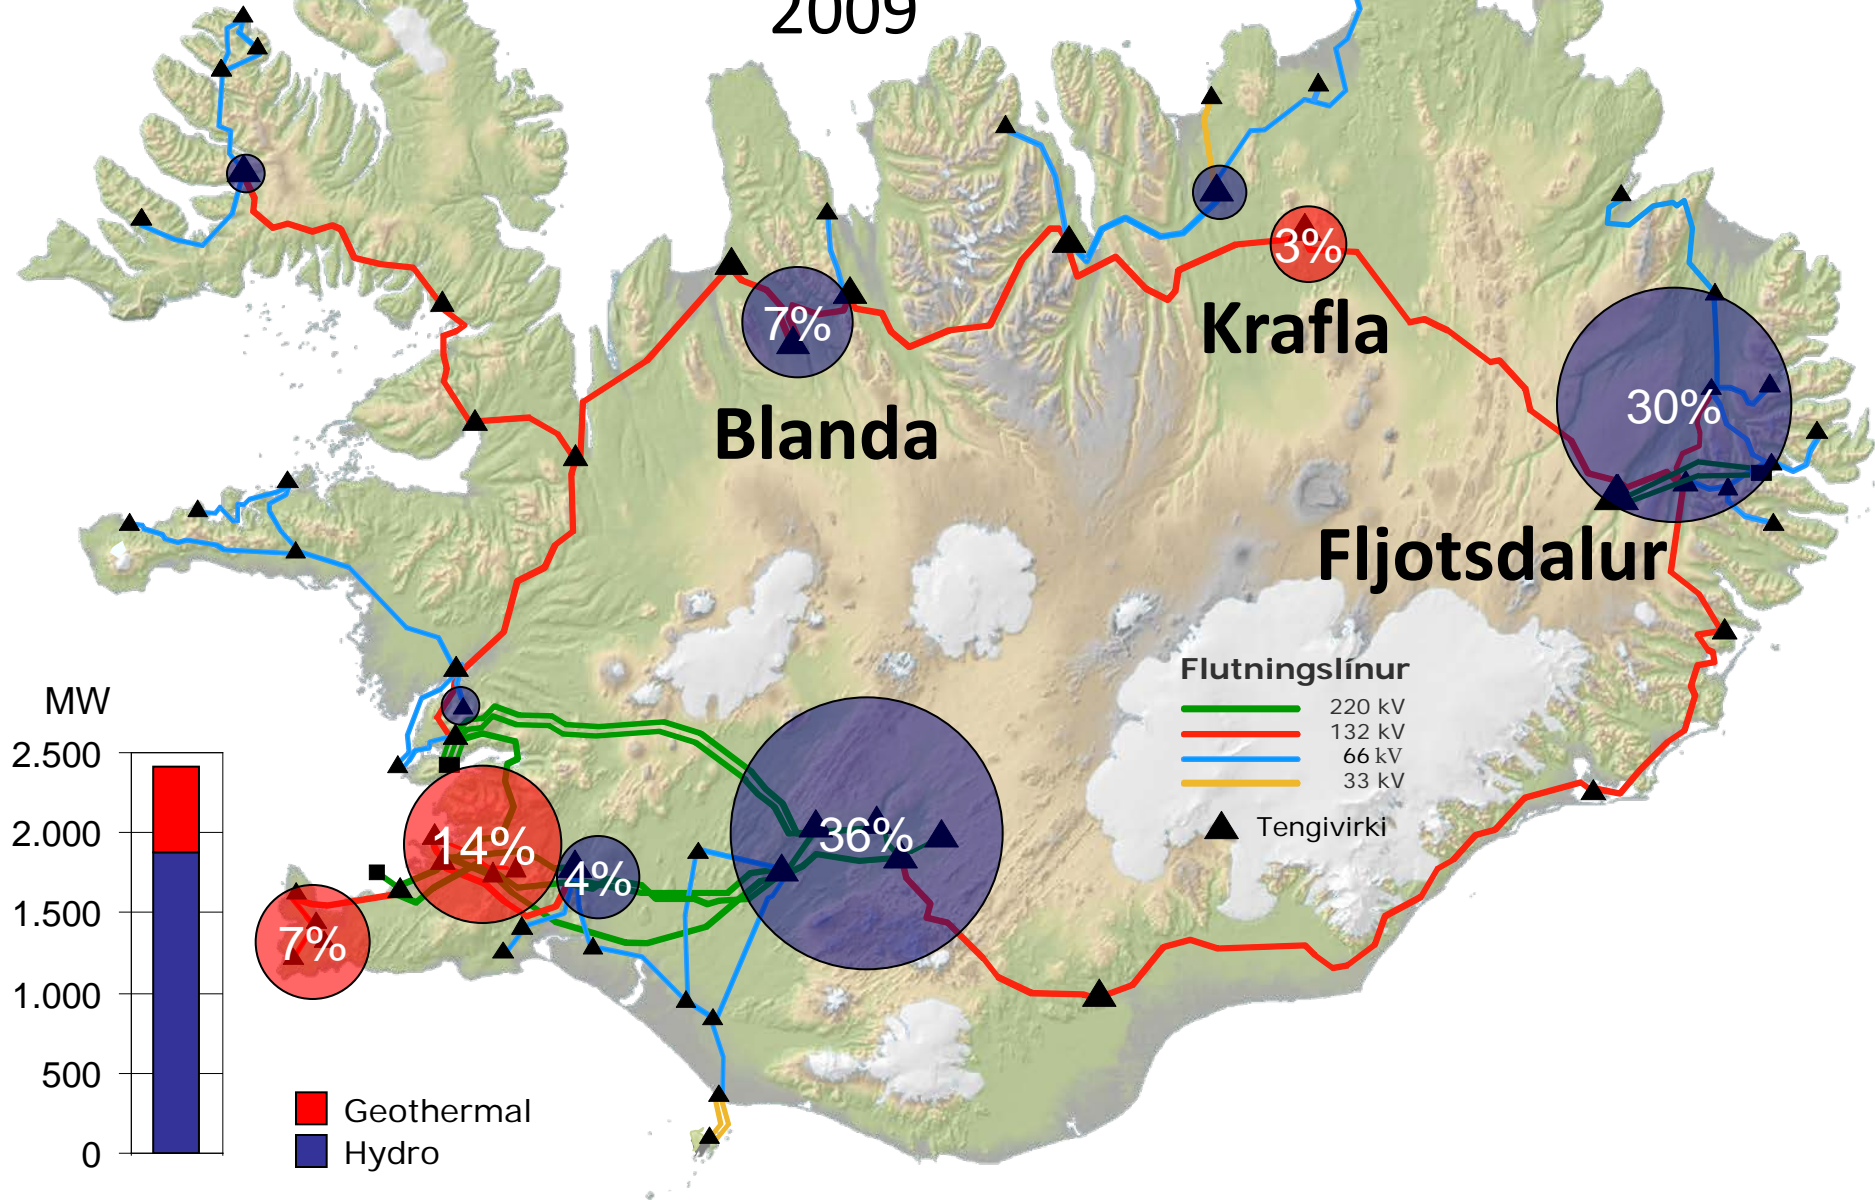 2009
3%
Krafla
7%
Blanda
30%
Fljotsdalur
Flutningslínur
220 kV
132 kV
66 kV
33 kV
Tengivirki
36%
14%
4%
7%
MW
2.500
2.000
1.500
1.000
500
0
Geothermal
Hydro